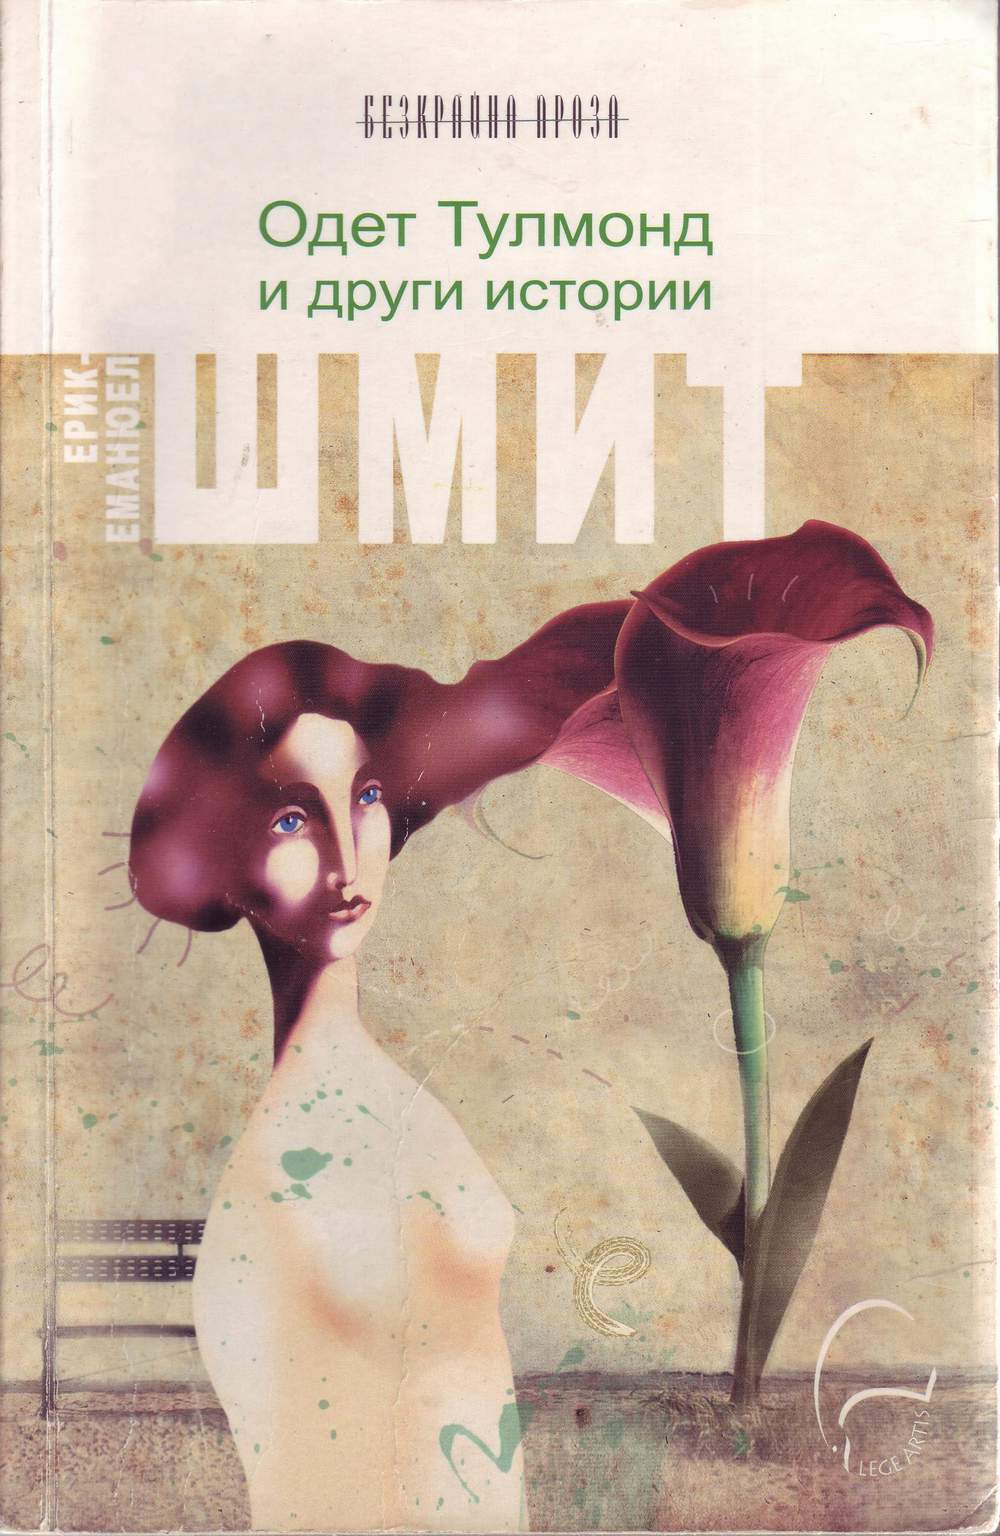 БЕЗКРАЙНА ПРОЗА
Одет Тулмонд
и други истории
ЕРИК-
ЕМАНЮЕЛ
ШМИТ
LEGE ARTIS